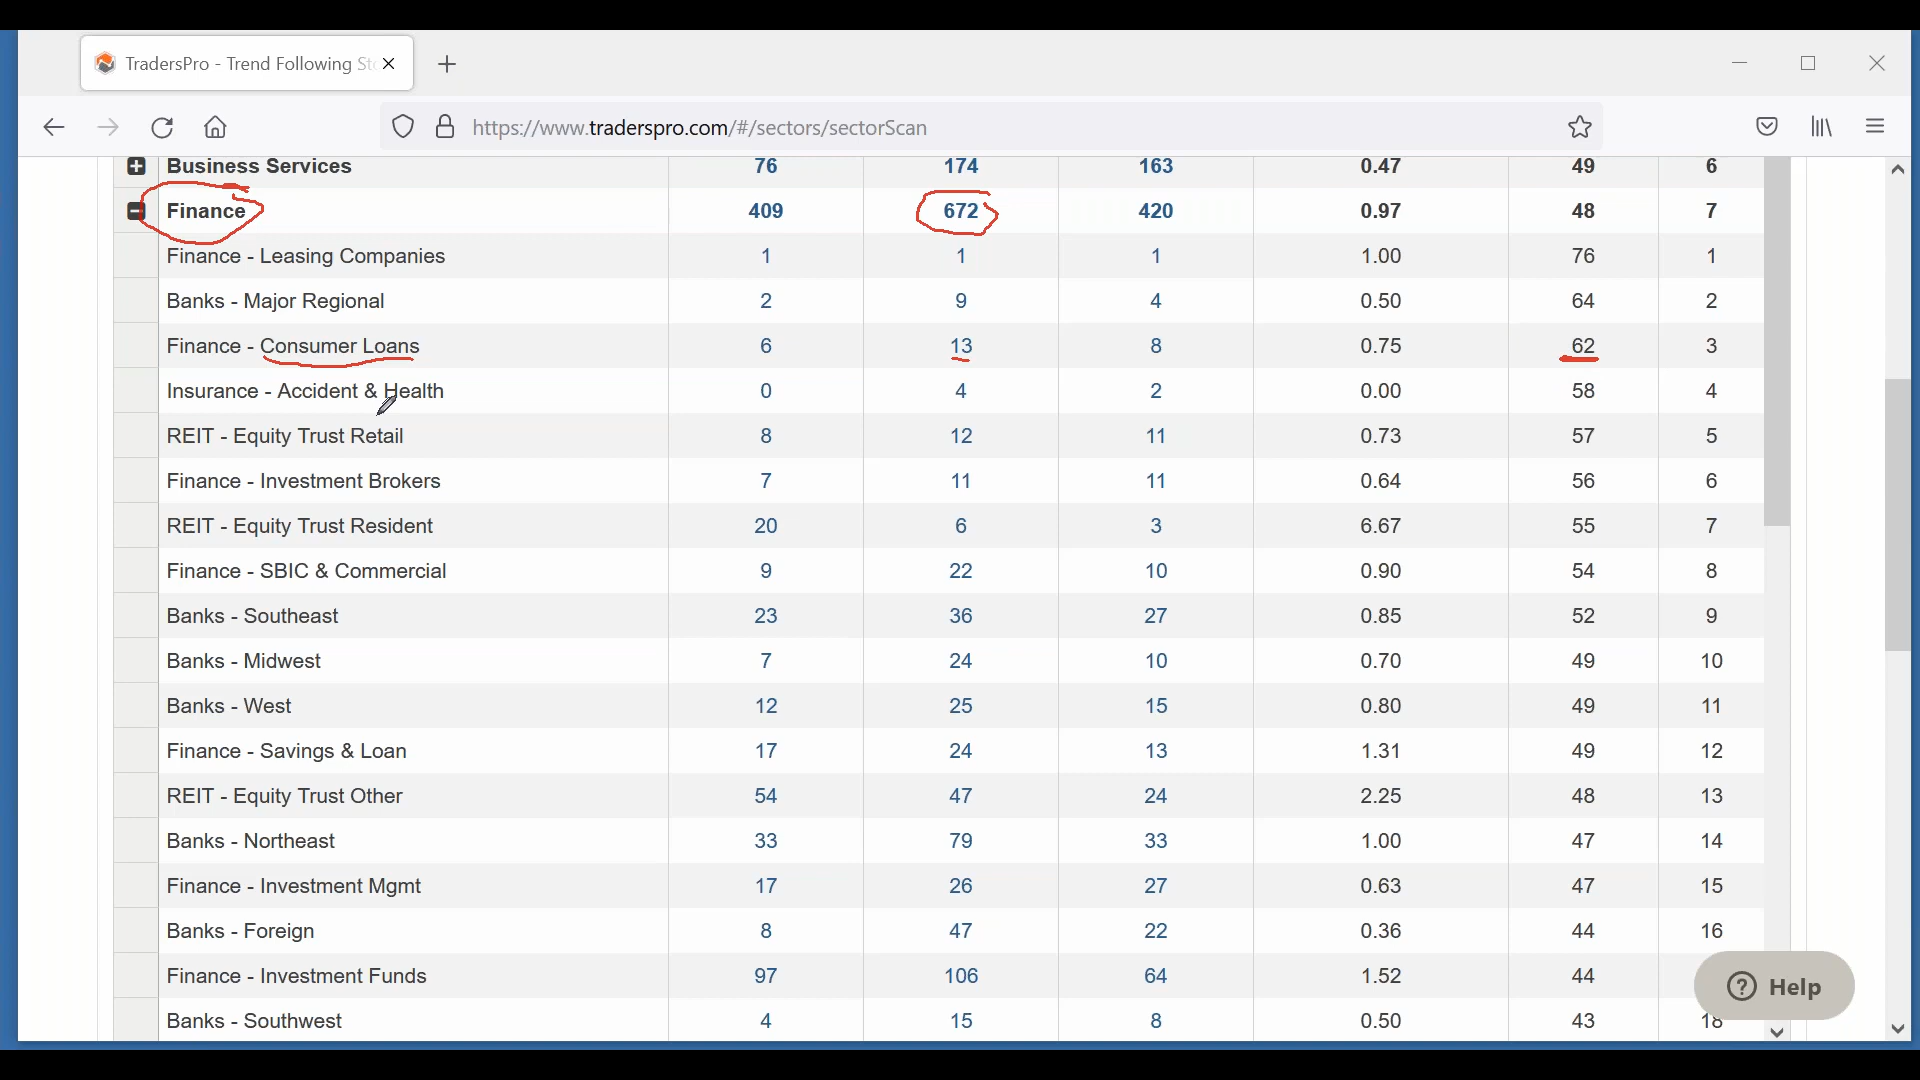 TradersPro - Trend Following Sto
https://www.traderspro.com/#/sectors/sectorScan
Business Services 76 174 163 0.47 49 6
Finance 409 672 420 0.97 48 7
Finance - Leasing Companies 1 1 1 1.00 76 1
Banks - Major Regional 2 9 4 0.50 64 2
Finance - Consumer Loans 6 13 8 0.75 62 3
Insurance - Accident & Health 0 4 2 0.00 58 4
REIT - Equity Trust Retail 8 12 11 0.73 57 5
Finance - Investment Brokers 7 11 11 0.64 56 6
REIT - Equity Trust Resident 20 6 3 6.67 55 7
Finance - SBIC & Commercial 9 22 10 0.90 54 8
Banks - Southeast 23 36 27 0.85 52 9
Banks - Midwest 7 24 10 0.70 49 10
Banks - West 12 25 15 0.80 49 11
Finance - Savings & Loan 17 24 13 1.31 49 12
REIT - Equity Trust Other 54 47 24 2.25 48 13
Banks - Northeast 33 79 33 1.00 47 14
Finance - Investment Mgmt 17 26 27 0.63 47 15
Banks - Foreign 8 47 22 0.36 44 16
Finance - Investment Funds 97 106 64 1.52 44
Help
Banks - Southwest 4 15 8 0.50 43 18